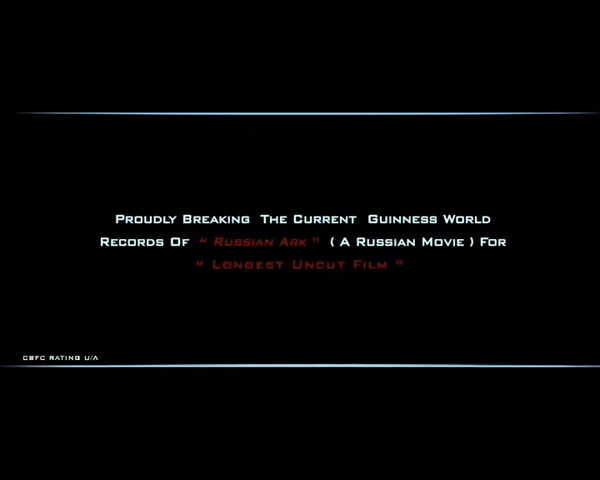 Proudly Breaking The Current Guinness World
Records Of " Russian Ark " ( A Russian Movie ) For
" Longest Uncut Film "
CBFC RATING U/A